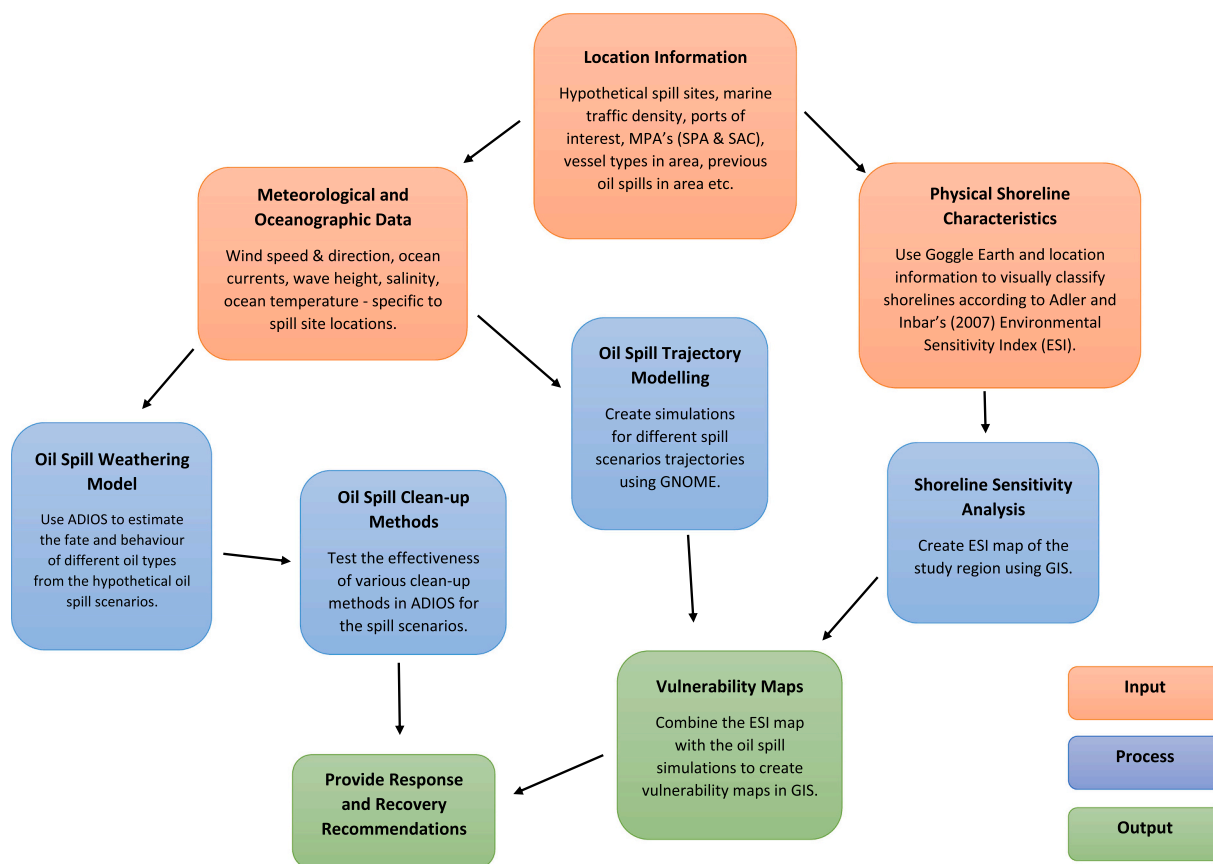 Location Information
Hypothetical spill sites, marine
traffic density, ports of
interest, MPA's (SPA & SAC),
vessel types in area, previous
oil spills in area etc.
Meteorological and
Oceanographic Data
Wind speed & direction, ocean
currents, wave height, salinity,
ocean temperature - specific to
spill site locations.
Physical Shoreline
Characteristics
Use Goggle Earth and location
information to visually classify
shorelines according to Adler and
Inbar's (2007) Environmental
Sensitivity Index (ESI).
Oil Spill Trajectory
Modelling
Create simulations
for different spill
scenarios trajectories
using GNOME.
Oil Spill Weathering
Model
Use ADIOS to estimate
the fate and behaviour
of different oil types
from the hypothetical oil
spill scenarios.
Oil Spill Clean-up
Methods
Test the effectiveness
of various clean-up
methods in ADIOS for
the spill scenarios.
Shoreline Sensitivity
Analysis
Create ESI map of the
study region using GIS.
Vulnerability Maps
Combine the ESI map
with the oil spill
simulations to create
vulnerability maps in GIS.
Provide Response
and Recovery
Recommendations
Input
Process
Output